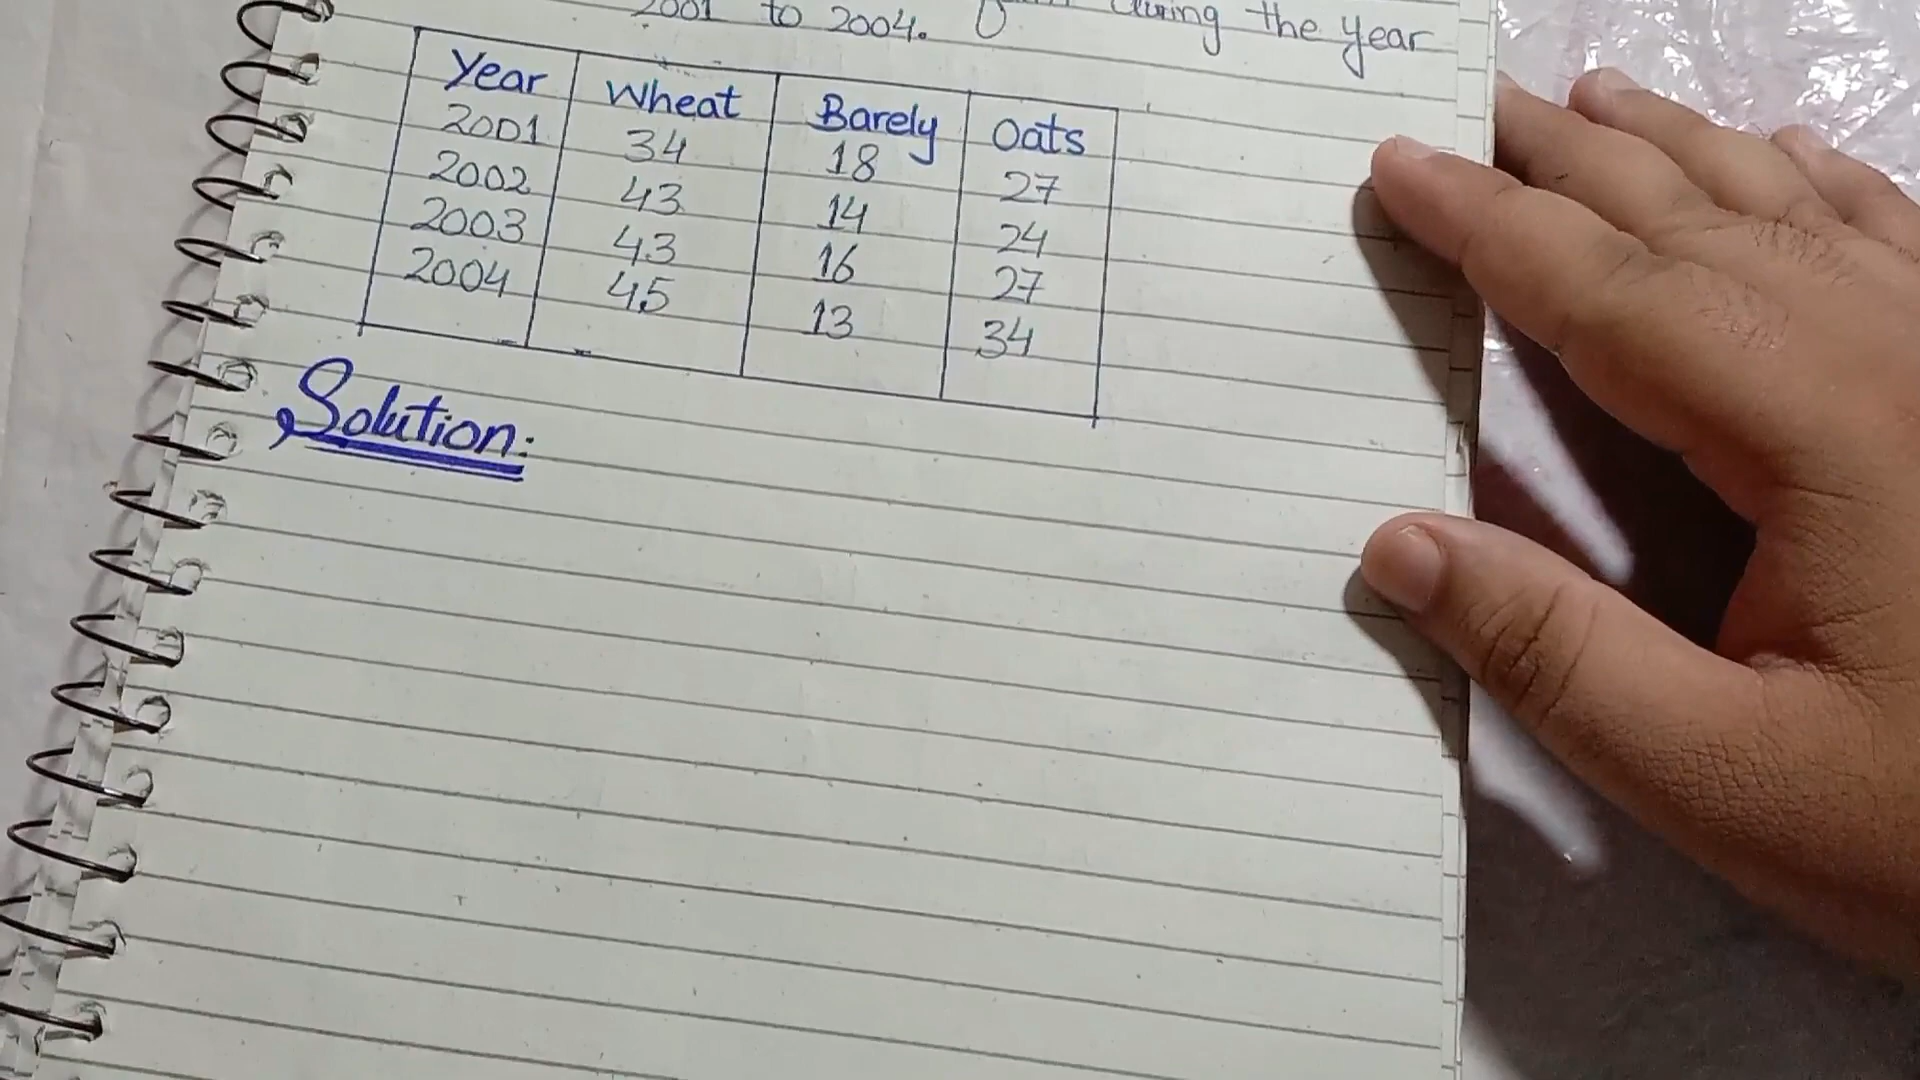 2001 to 2004. during the year
Year Wheat Barely Oats
2001 34 18 27
2002 43 14 24
2003 43 16 27
2004 45 13 34
Solution: